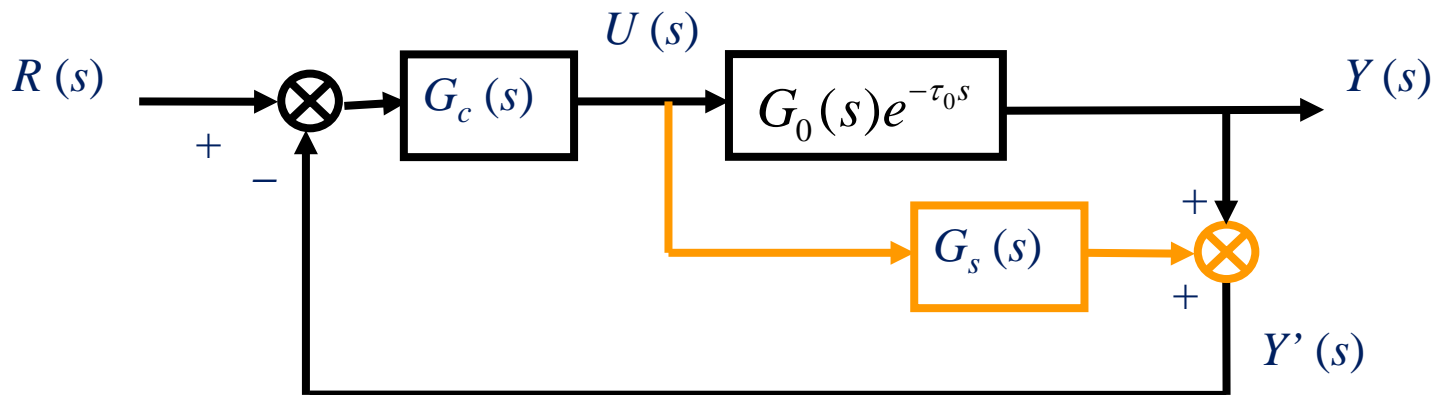 U (s)
R (s)
+
−
G_c (s)
G_0(s)e^{-τ_0 s}
Y (s)
+
G_s (s)
+
Y’ (s)